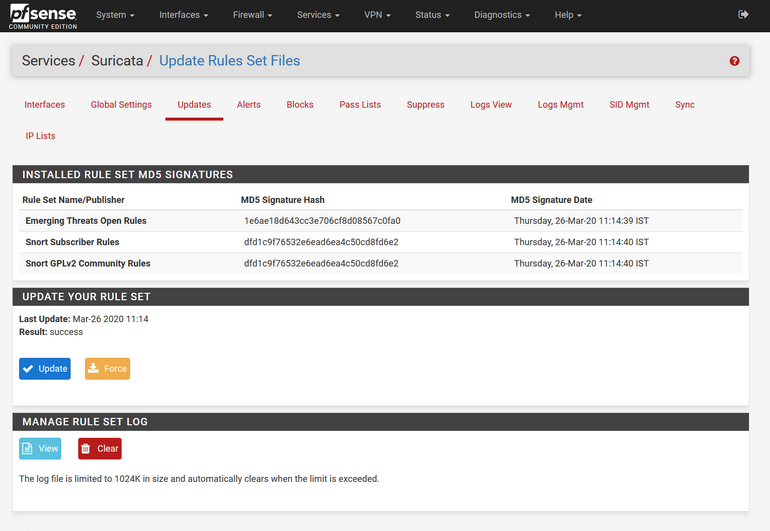 pfsense
COMMUNITY EDITION
System Interfaces Firewall Services VPN Status Diagnostics Help
Services / Suricata / Update Rules Set Files
Interfaces Global Settings Updates Alerts Blocks Pass Lists Suppress Logs View Logs Mgmt SID Mgmt Sync
IP Lists
INSTALLED RULE SET MD5 SIGNATURES
Rule Set Name/Publisher MD5 Signature Hash MD5 Signature Date
Emerging Threats Open Rules 1e6ae18d643cc3e706cf8d08567c0fa0 Thursday, 26-Mar-20 11:14:39 IST
Snort Subscriber Rules dfd1c9f76532e6ead6ea4c50cd8fd6e2 Thursday, 26-Mar-20 11:14:40 IST
Snort GPLv2 Community Rules dfd1c9f76532e6ead6ea4c50cd8fd6e2 Thursday, 26-Mar-20 11:14:40 IST
UPDATE YOUR RULE SET
Last Update: Mar-26 2020 11:14
Result: success
Update Force
MANAGE RULE SET LOG
View Clear
The log file is limited to 1024K in size and automatically clears when the limit is exceeded.